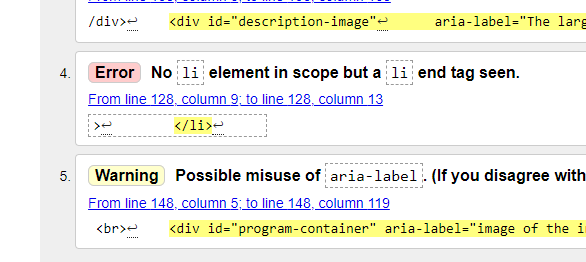 /div>↩ <div id="description-image"↩ aria-label="The larg
4. Error No li element in scope but a li end tag seen.
From line 128, column 9; to line 128, column 13
>↩ </li>↩
5. Warning Possible misuse of aria-label. (If you disagree with
From line 148, column 5; to line 148, column 119
<br>↩ <div id="program-container" aria-label="image of the i